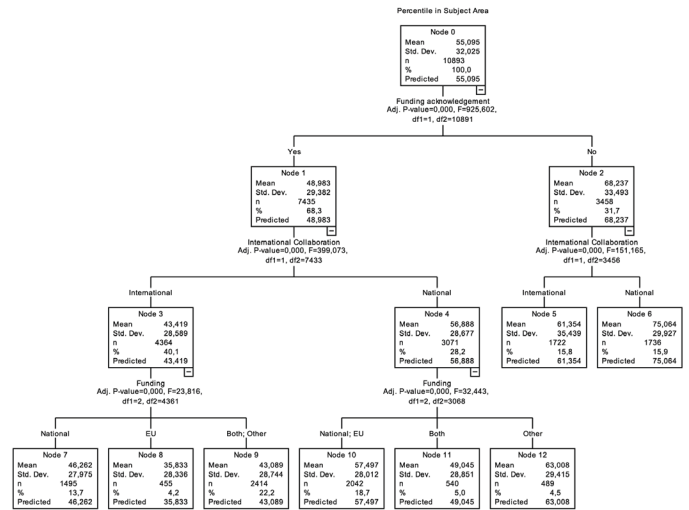 Percentile in Subject Area
Node 0
Mean 55,095
Std. Dev. 32,025
n 10893
% 100,0
Predicted 55,095
Funding acknowledgement
Adj. P-value=0,000, F=925,602,
df1=1, df2=10891
Yes
No
Node 1
Mean 48,983
Std. Dev. 29,382
n 7435
% 68,3
Predicted 48,983
Node 2
Mean 68,237
Std. Dev. 33,493
n 3458
% 31,7
Predicted 68,237
International Collaboration
Adj. P-value=0,000, F=399,073,
df1=1, df2=7433
International Collaboration
Adj. P-value=0,000, F=151,165,
df1=1, df2=3456
International
National
International
National
Node 3
Mean 43,419
Std. Dev. 28,589
n 4364
% 40,1
Predicted 43,419
Node 4
Mean 56,888
Std. Dev. 28,677
n 3071
% 28,2
Predicted 56,888
Node 5
Mean 61,354
Std. Dev. 35,439
n 1722
% 15,8
Predicted 61,354
Node 6
Mean 75,064
Std. Dev. 29,927
n 1736
% 15,9
Predicted 75,064
Funding
Adj. P-value=0,000, F=23,816,
df1=2, df2=4361
Funding
Adj. P-value=0,000, F=32,443,
df1=2, df2=3068
National
EU
Both; Other
National; EU
Both
Other
Node 7
Mean 46,262
Std. Dev. 27,975
n 1495
% 13,7
Predicted 46,262
Node 8
Mean 35,833
Std. Dev. 28,336
n 455
% 4,2
Predicted 35,833
Node 9
Mean 43,089
Std. Dev. 28,744
n 2414
% 22,2
Predicted 43,089
Node 10
Mean 57,497
Std. Dev. 28,012
n 2042
% 18,7
Predicted 57,497
Node 11
Mean 49,045
Std. Dev. 28,851
n 540
% 5,0
Predicted 49,045
Node 12
Mean 63,008
Std. Dev. 29,415
n 489
% 4,5
Predicted 63,008